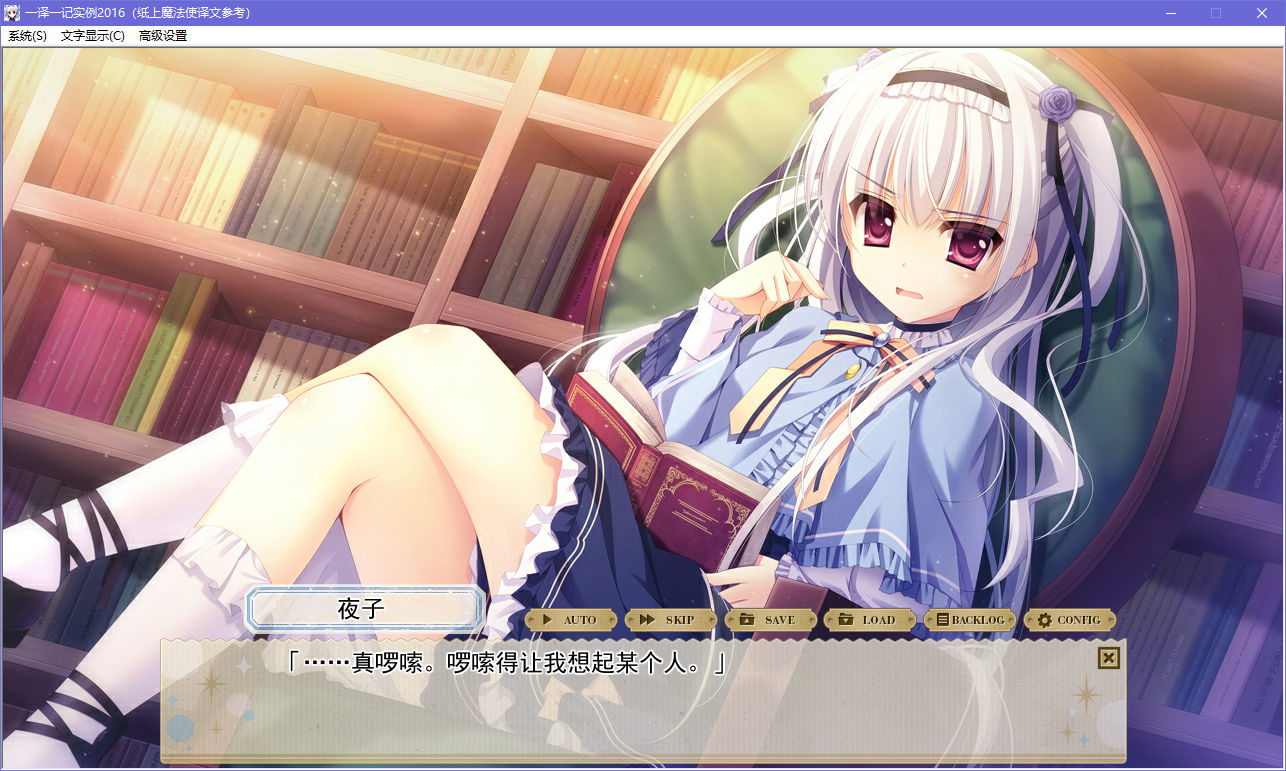 一译一记实例2016（纸上魔法使译文参考）
系统(S) 文字显示(C) 高级设置
夜子
AUTO SKIP SAVE LOAD BACKLOG CONFIG
「……真啰嗦。啰嗦得让我想起某个人。」